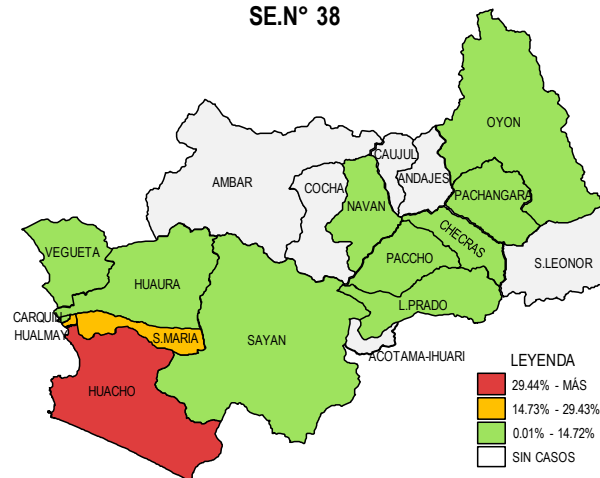 SE.N° 38
OYON
CAUJUL
ANDAJES
AMBAR
COCHA
NAVAN
PACHANGARA
CHECRAS
VEGUETA
PACCHO
S.LEONOR
HUAURA
L.PRADO
CARQUIN
HUALMAY
S.MARIA
SAYAN
ACOTAMA-IHUARI
HUACHO
LEYENDA
29.44% - MÁS
14.73% - 29.43%
0.01% - 14.72%
SIN CASOS